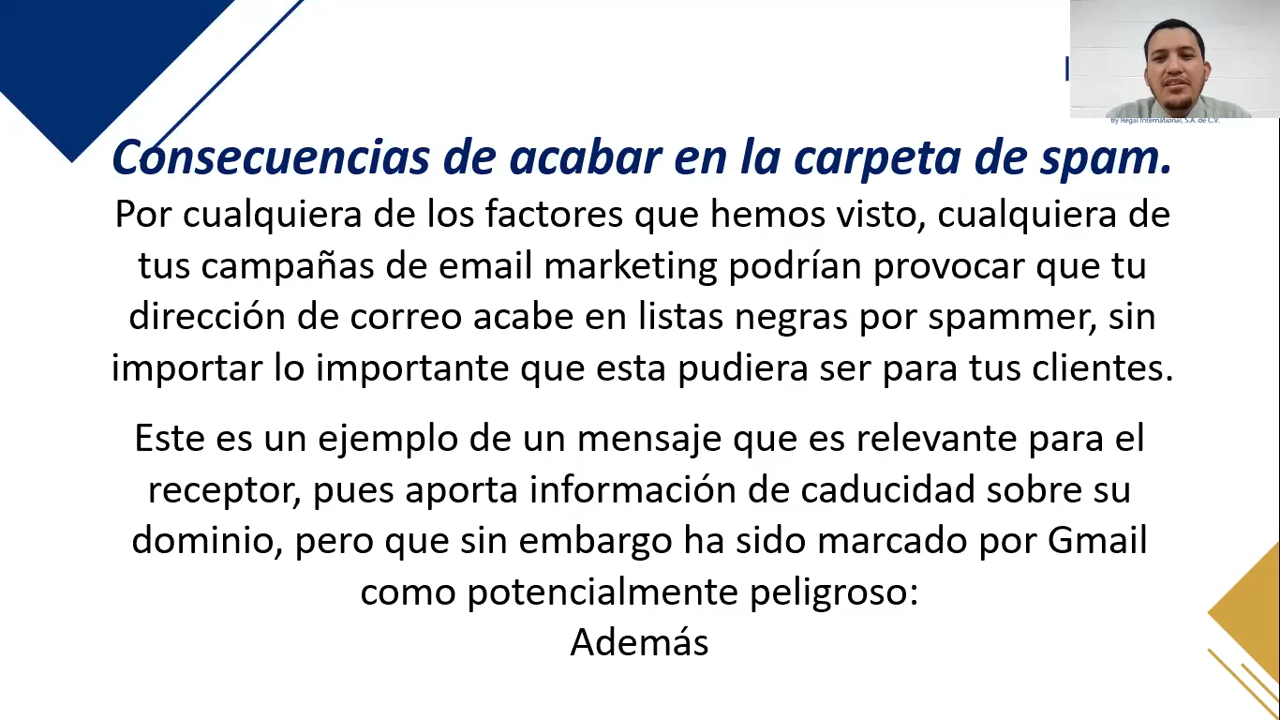 By Regal International, S.A. de C.V.
Consecuencias de acabar en la carpeta de spam.
Por cualquiera de los factores que hemos visto, cualquiera de
tus campañas de email marketing podrían provocar que tu
dirección de correo acabe en listas negras por spammer, sin
importar lo importante que esta pudiera ser para tus clientes.
Este es un ejemplo de un mensaje que es relevante para el
receptor, pues aporta información de caducidad sobre su
dominio, pero que sin embargo ha sido marcado por Gmail
como potencialmente peligroso:
Además